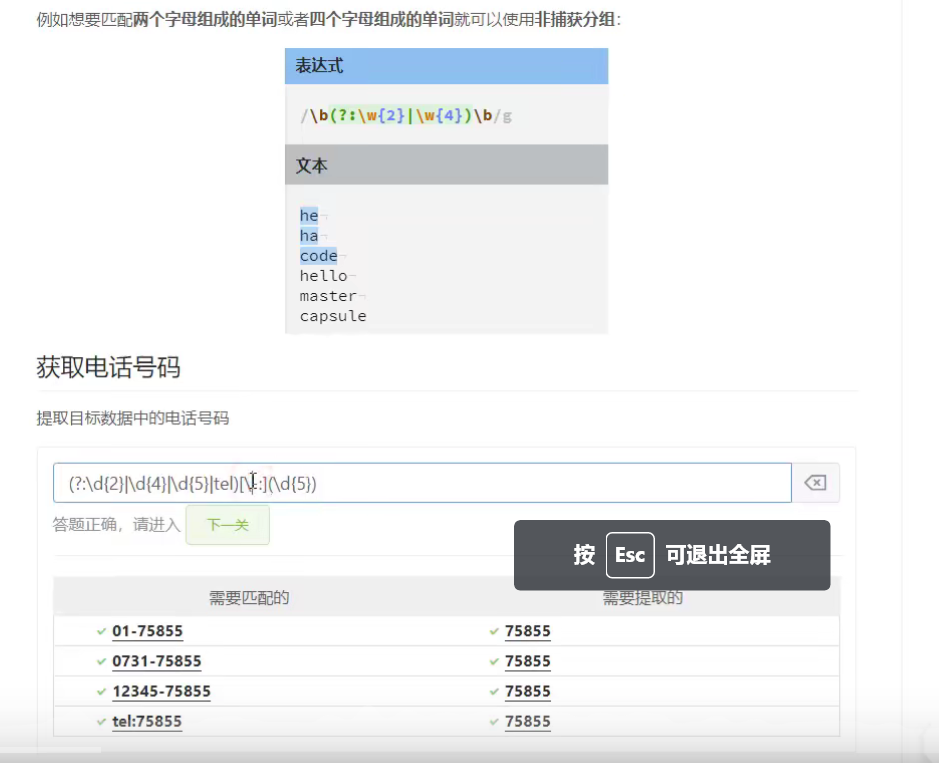 例如想要匹配两个字母组成的单词或者四个字母组成的单词就可以使用非捕获分组：
表达式
/\b(?:\w{2}|\w{4})\b/g
文本
he
ha
code
hello
master
capsule
获取电话号码
提取目标数据中的电话号码
(?:\d{2}|\d{4}|\d{5}|tel)[\-:](\d{5})
答题正确，请进入 下一关
按 Esc 可退出全屏
需要匹配的 需要提取的
01-75855 75855
0731-75855 75855
12345-75855 75855
tel:75855 75855